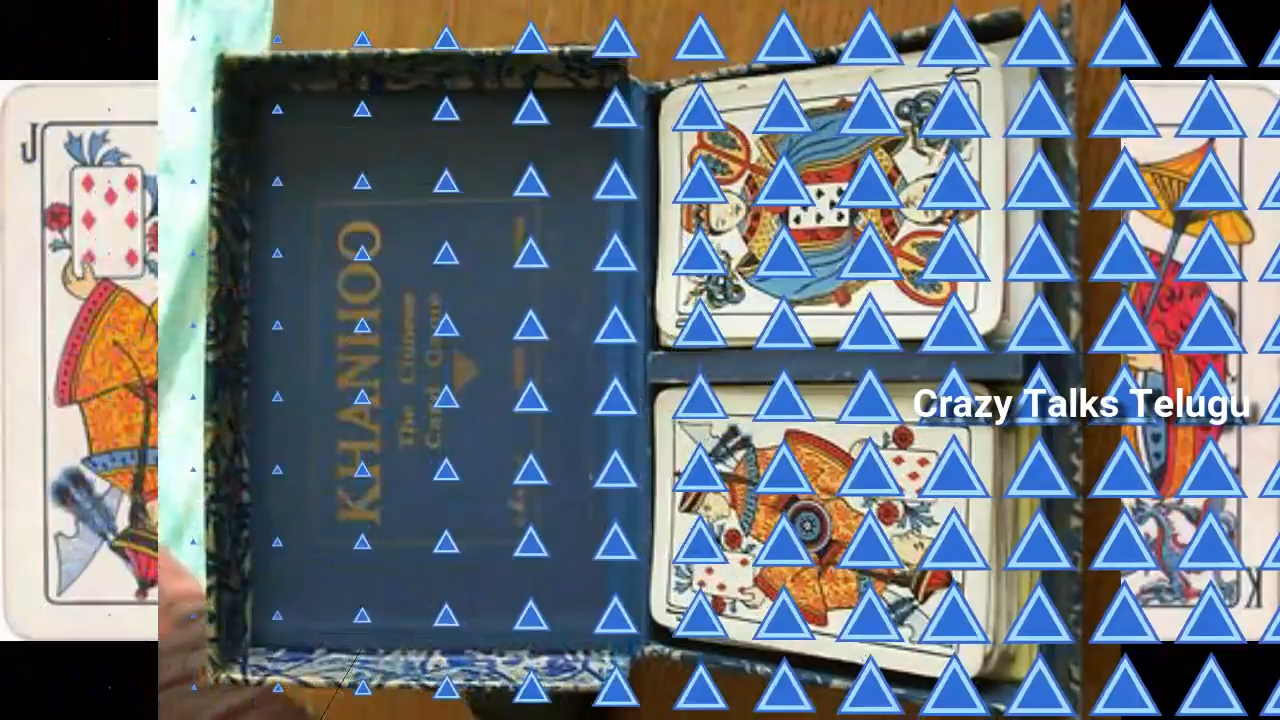 J
KHANHOO
The Chinese
Card Game
Crazy Talks Telugu
K